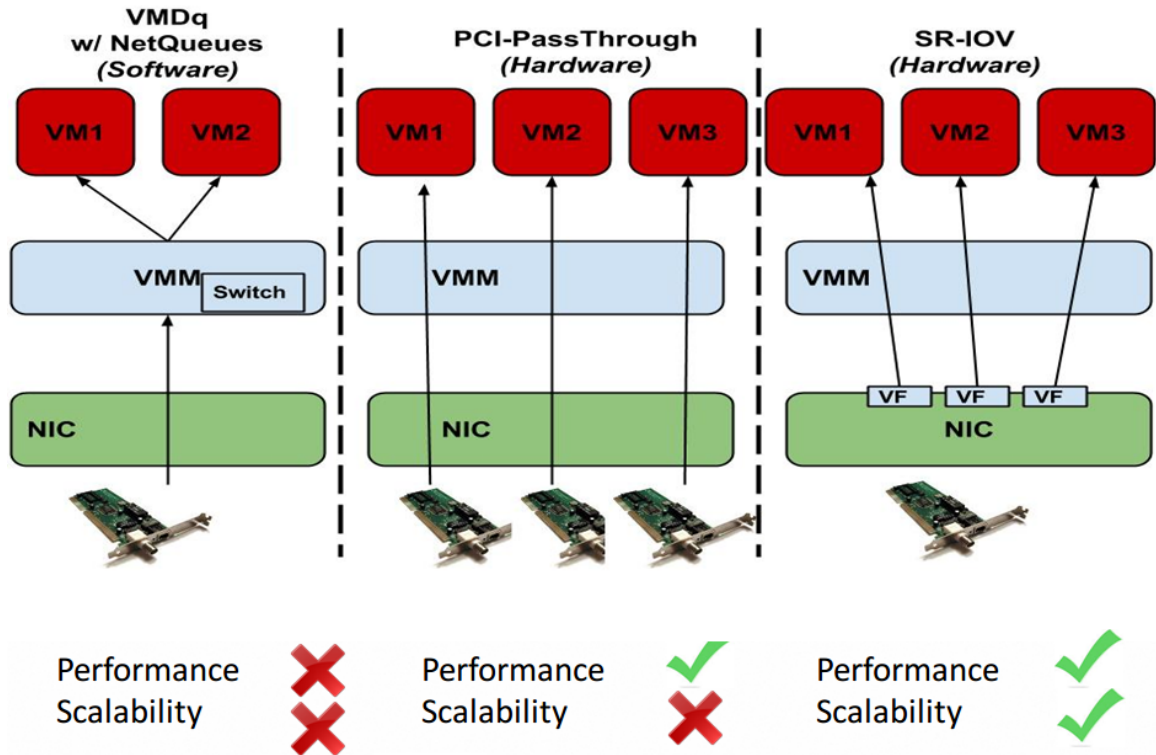 VMDq
w/ NetQueues
(Software)
VM1
VM2
VMM
Switch
NIC
PCI-PassThrough
(Hardware)
VM1
VM2
VM3
VMM
NIC
SR-IOV
(Hardware)
VM1
VM2
VM3
VMM
VF
VF
VF
NIC
Performance
Scalability
Performance
Scalability
Performance
Scalability